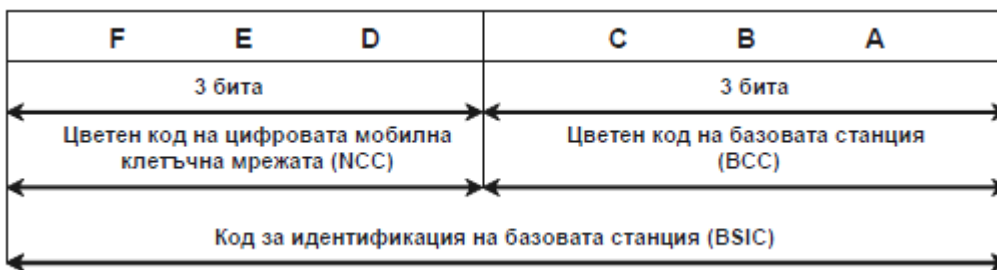 F E D C B A
3 бита 3 бита
Цветен код на цифровата мобилна
клетъчна мрежата (NCC)
Цветен код на базовата станция
(BCC)
Код за идентификация на базовата станция (BSIC)